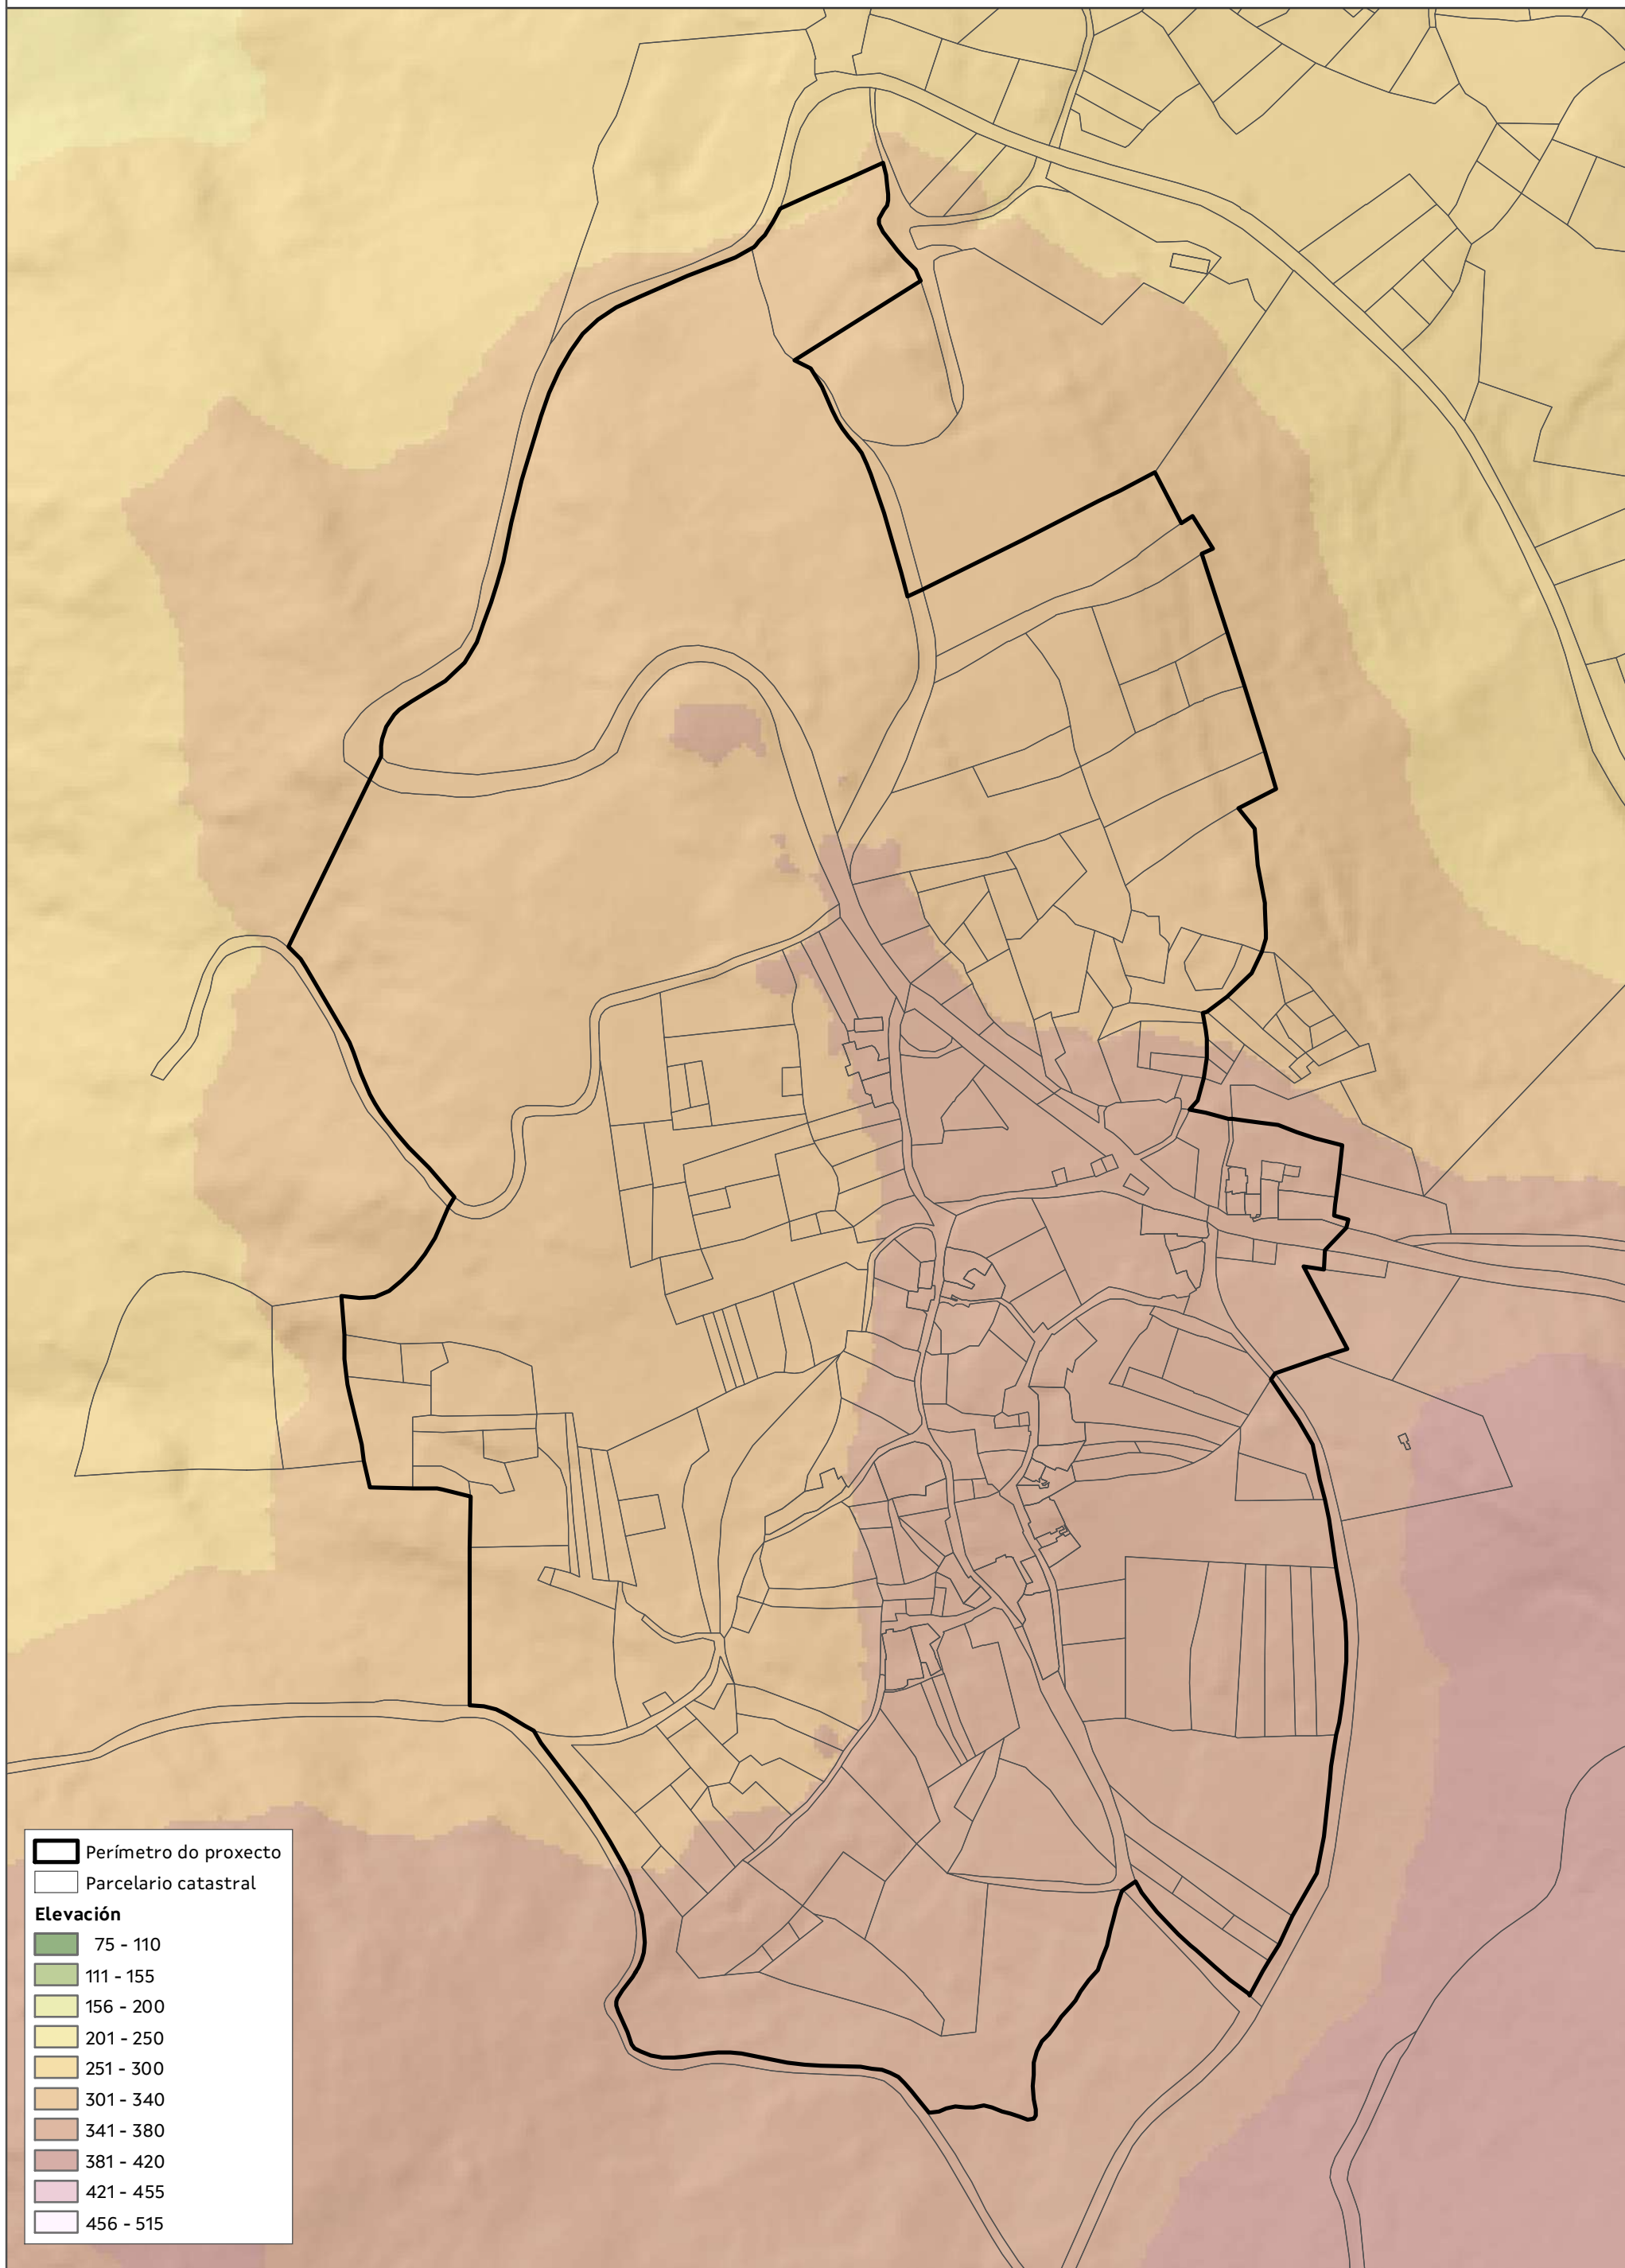 Perímetro do proxecto
Parcelario catastral
Elevación
75 - 110
111 - 155
156 - 200
201 - 250
251 - 300
301 - 340
341 - 380
381 - 420
421 - 455
456 - 515